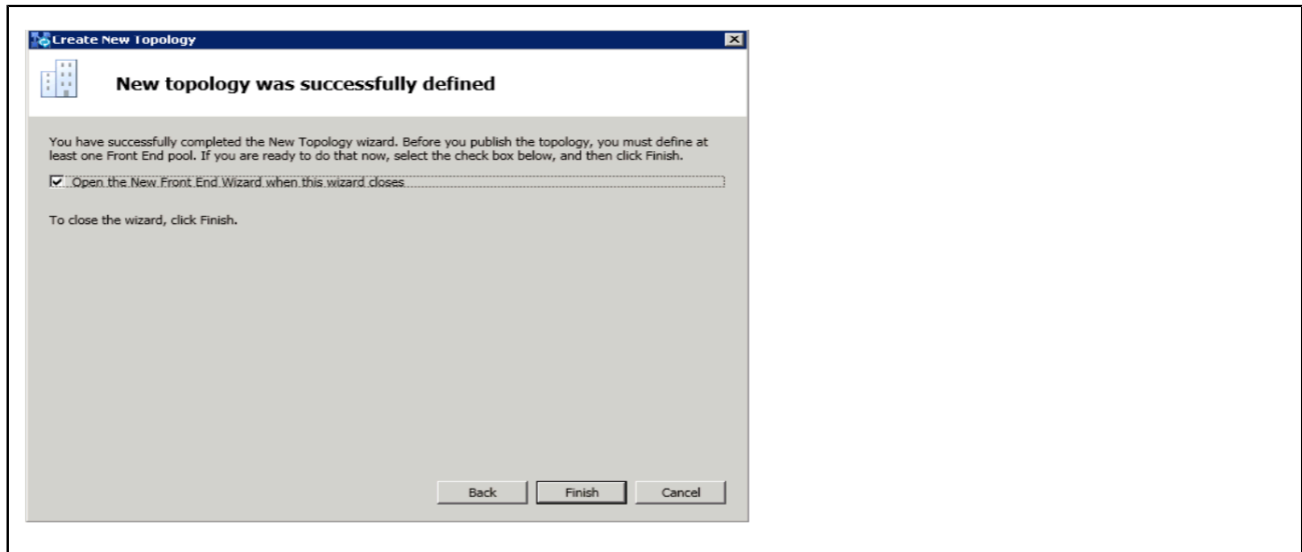 Create New Topology
New topology was successfully defined
You have successfully completed the New Topology wizard. Before you publish the topology, you must define at
least one Front End pool. If you are ready to do that now, select the check box below, and then click Finish.
Open the New Front End Wizard when this wizard closes
To close the wizard, click Finish.
Back Finish Cancel